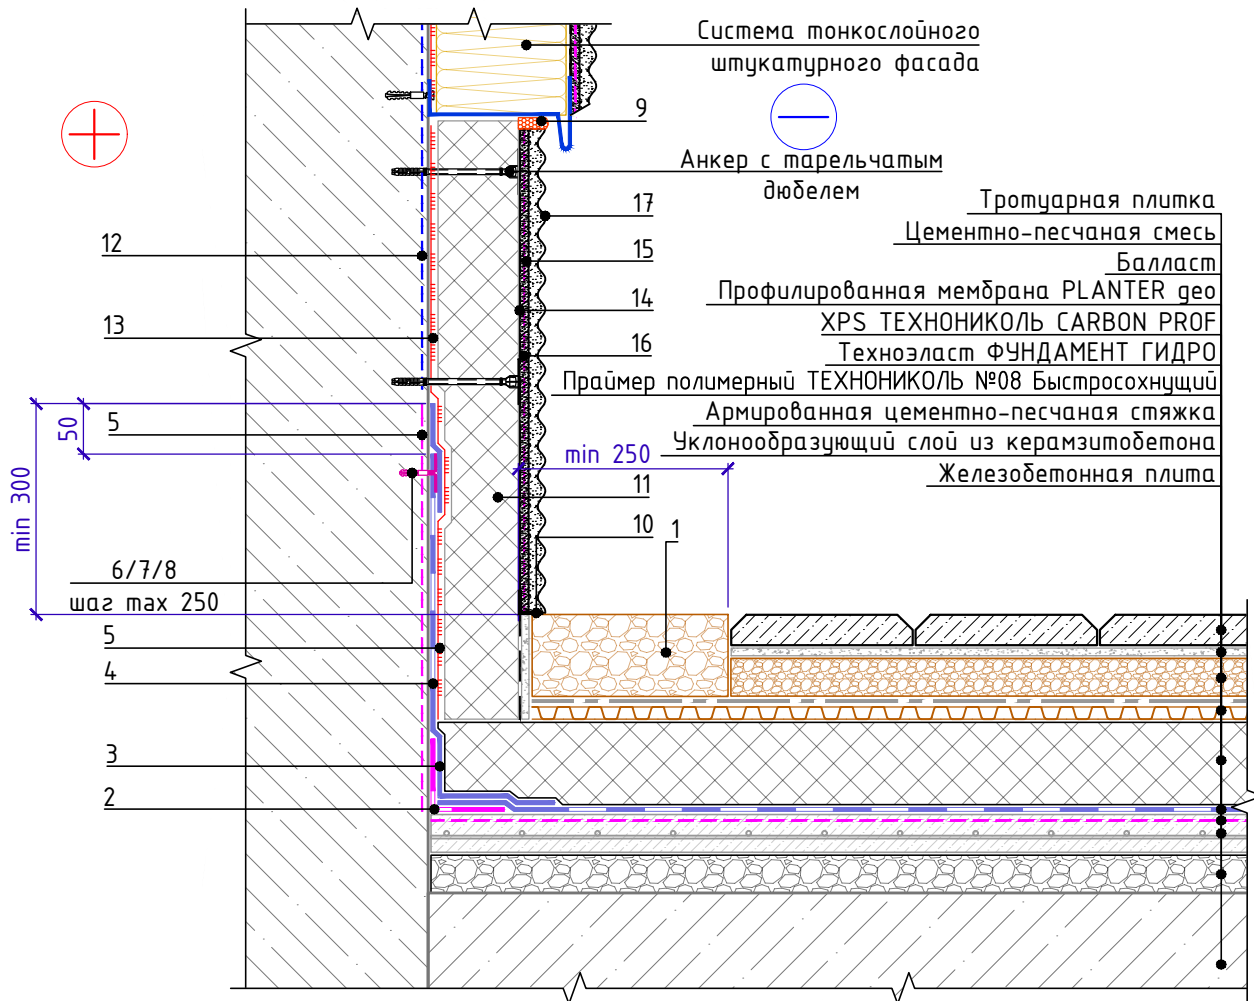 Система тонкослойного
штукатурного фасада
9
Анкер с тарельчатым
дюбелем
17
Тротуарная плитка
12
15
Цементно-песчаная смесь
Балласт
14
Профилированная мембрана PLANTER geo
13
16
XPS ТЕХНОНИКОЛЬ CARBON PROF
Техноэласт ФУНДАМЕНТ ГИДРО
Праймер полимерный ТЕХНОНИКОЛЬ №08 Быстросохнущий
5
50
Армированная цементно-песчаная стяжка
min 250
Уклонообразующий слой из керамзитобетона
Железобетонная плита
11
min 300
10
1
6/7/8
шаг max 250
5
4
3
2